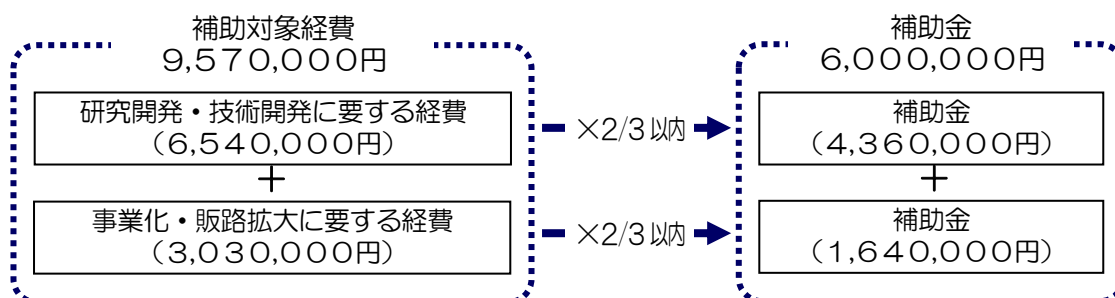 補助対象経費
9,570,000円
研究開発・技術開発に要する経費
（6,540,000円）
＋
事業化・販路拡大に要する経費
（3,030,000円）
×2/3以内
×2/3以内
補助金
6,000,000円
補助金
（4,360,000円）
＋
補助金
（1,640,000円）